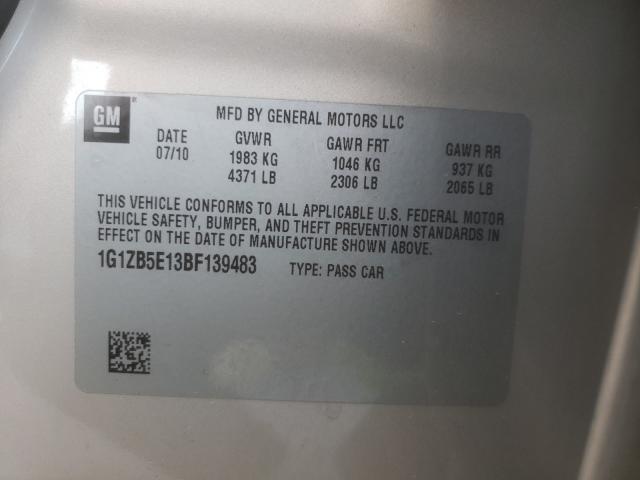 GM ®
MFD BY GENERAL MOTORS LLC
DATE GVWR GAWR FRT GAWR RR
07/10 1983 KG 1046 KG 937 KG
4371 LB 2306 LB 2065 LB
THIS VEHICLE CONFORMS TO ALL APPLICABLE U.S. FEDERAL MOTOR
VEHICLE SAFETY, BUMPER, AND THEFT PREVENTION STANDARDS IN
EFFECT ON THE DATE OF MANUFACTURE SHOWN ABOVE.
1G1ZB5E13BF139483 TYPE: PASS CAR